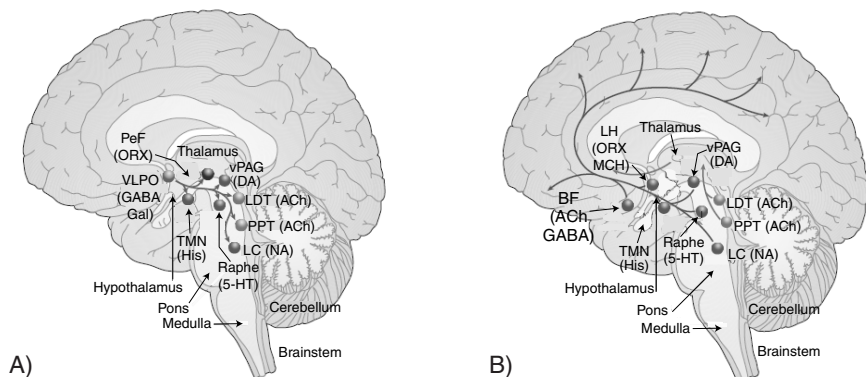 PeF
(ORX)
Thalamus
vPAG
(DA)
VLPO
(GABA
Gal)
LDT (ACh)
PPT (ACh)
LC (NA)
TMN
(His)
Raphe
(5-HT)
Hypothalamus
Pons
Medulla
Cerebellum
Brainstem
A)
LH
(ORX
MCH)
Thalamus
vPAG
(DA)
BF
(ACh
GABA)
LDT (ACh)
PPT (ACh)
TMN
(His)
Raphe
(5-HT)
LC (NA)
Hypothalamus
Pons
Medulla
Cerebellum
Brainstem
B)